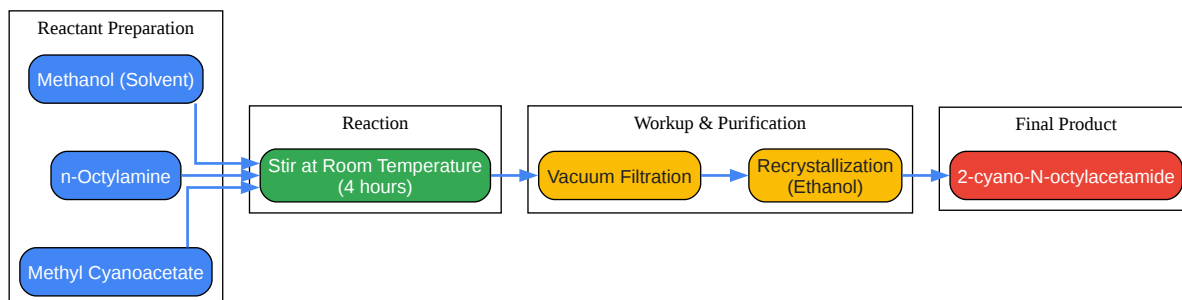 Reactant Preparation
Methanol (Solvent)
n-Octylamine
Methyl Cyanoacetate
Reaction
Stir at Room Temperature
(4 hours)
Workup & Purification
Vacuum Filtration
Recrystallization
(Ethanol)
Final Product
2-cyano-N-octylacetamide